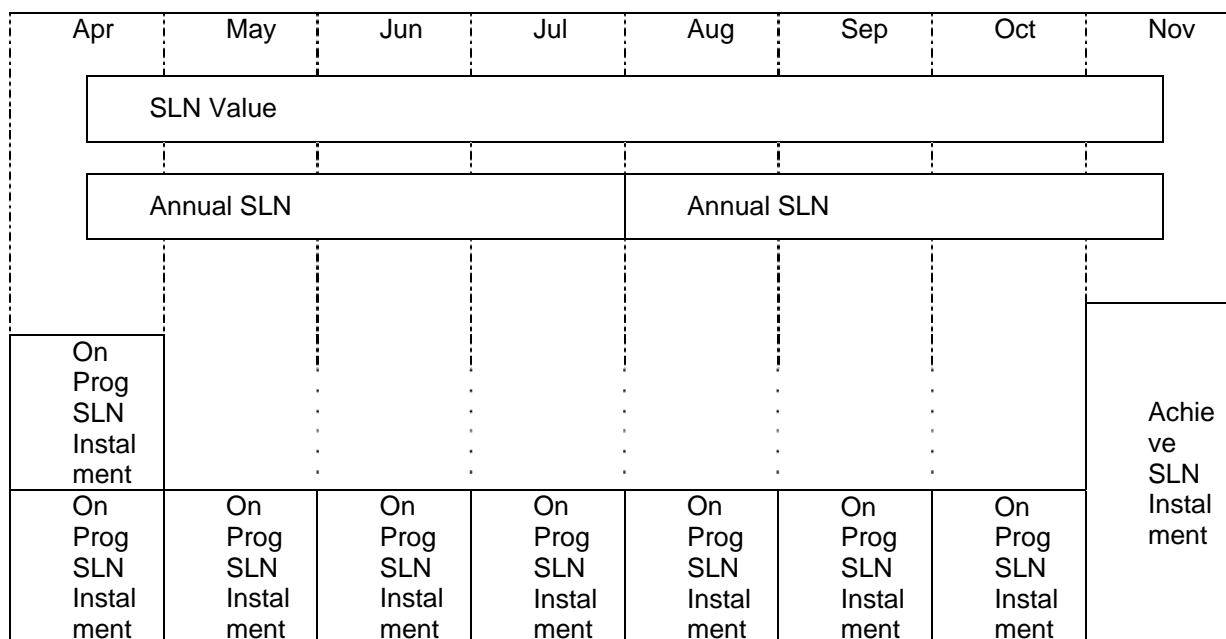 Apr May Jun Jul Aug Sep Oct Nov
SLN Value
Annual SLN Annual SLN
On
Prog
SLN
Instal
ment
Achie
ve
SLN
Instal
ment
On On On On On On On
Prog Prog Prog Prog Prog Prog Prog
SLN SLN SLN SLN SLN SLN SLN
Instal Instal Instal Instal Instal Instal Instal
ment ment ment ment ment ment ment